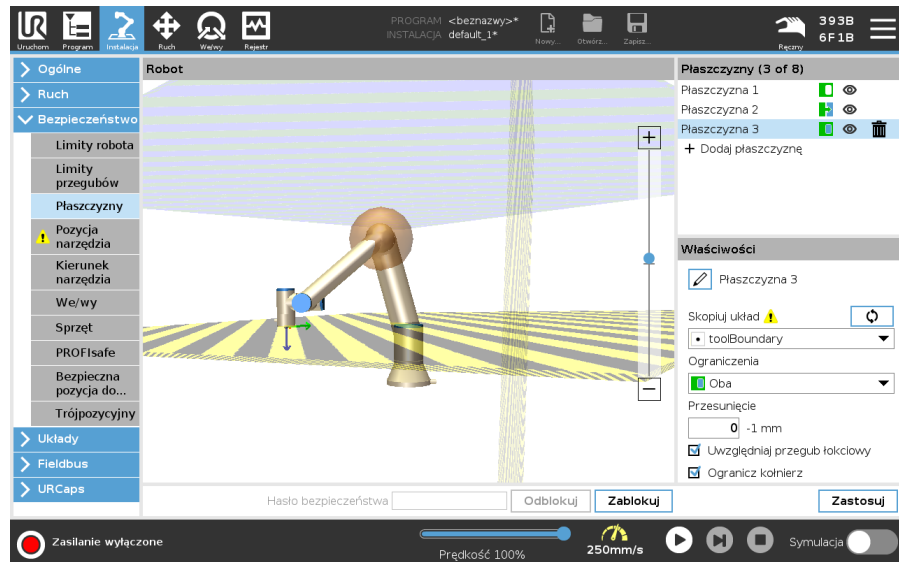 UR
PROGRAM <beznazwy>*
INSTALACJA default_1*
393B
6F1B
Uruchom Program Instalacja Ruch We/wy Rejestr Nowy... Otwórz... Zapisz... Ręczny
Ogólne
Ruch
Bezpieczeństwo
Limity robota
Limity
przegubów
Płaszczyzny
Pozycja
narzędzia
Kierunek
narzędzia
We/wy
Sprzęt
PROFIsafe
Bezpieczna
pozycja do...
Trójpozycyjny
Układy
Fieldbus
URCaps
Robot
Płaszczyzny (3 of 8)
Płaszczyzna 1
Płaszczyzna 2
Płaszczyzna 3
+ Dodaj płaszczyznę
Właściwości
Płaszczyzna 3
Skopiuj układ
toolBoundary
Ograniczenia
Oba
Przesunięcie
0 -1 mm
Uwzględniaj przegub łokciowy
Ogranicz kołnierz
Hasło bezpieczeństwa Odblokuj Zablokuj Zastosuj
Zasilanie wyłączone
Prędkość 100%
250mm/s
Symulacja